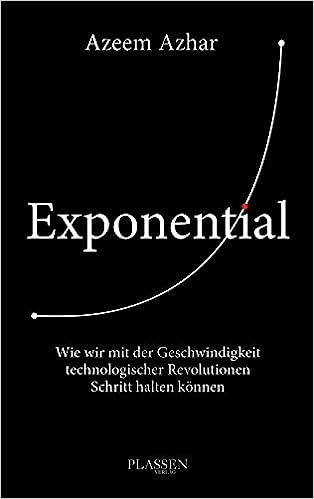 Azeem Azhar
Exponential
Wie wir mit der Geschwindigkeit
technologischer Revolutionen
Schritt halten können
PLASSEN
VERLAG